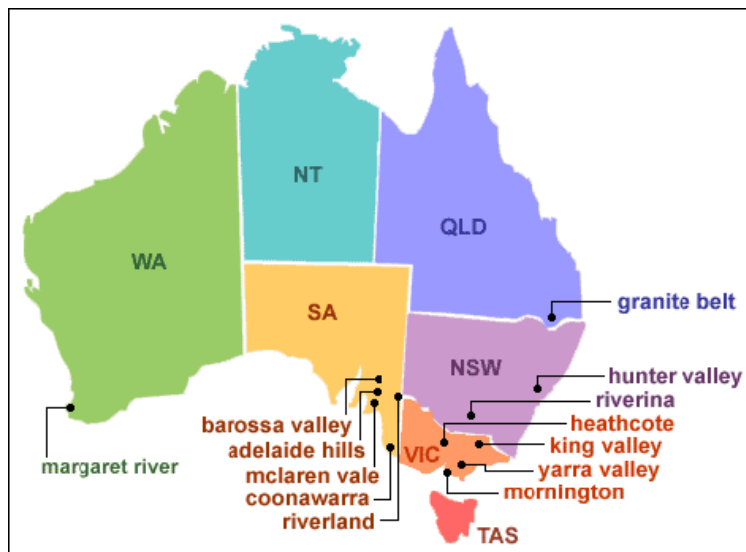 NT
QLD
WA
granite belt
SA
NSW
hunter valley
riverina
barossa valley
heathcote
adelaide hills
VIC
king valley
margaret river
mclaren vale
yarra valley
coonawarra
mornington
riverland
TAS